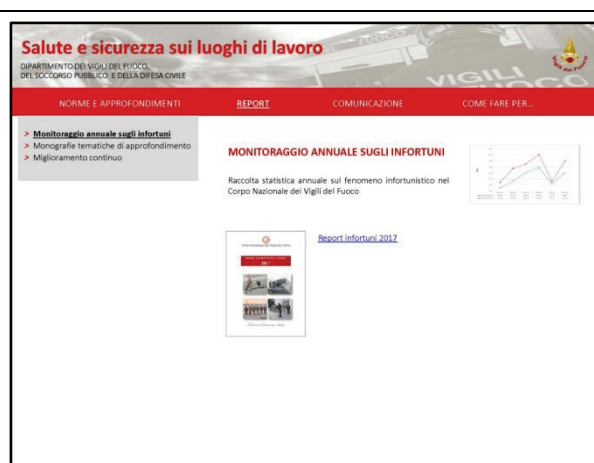 Salute e sicurezza sui luoghi di lavoro
DIPARTIMENTO DEI VIGILI DEL FUOCO,
DEL SOCCORSO PUBBLICO E DELLA DIFESA CIVILE
VIGILI
NORME E APPROFONDIMENTI
REPORT
COMUNICAZIONE
COME FARE PER...
> Monitoraggio annuale sugli infortuni
> Monografie tematiche di approfondimento
> Miglioramento continuo
MONITORAGGIO ANNUALE SUGLI INFORTUNI
Raccolta statistica annuale sul fenomeno infortunistico nel
Corpo Nazionale dei Vigili del Fuoco
Report infortuni 2017